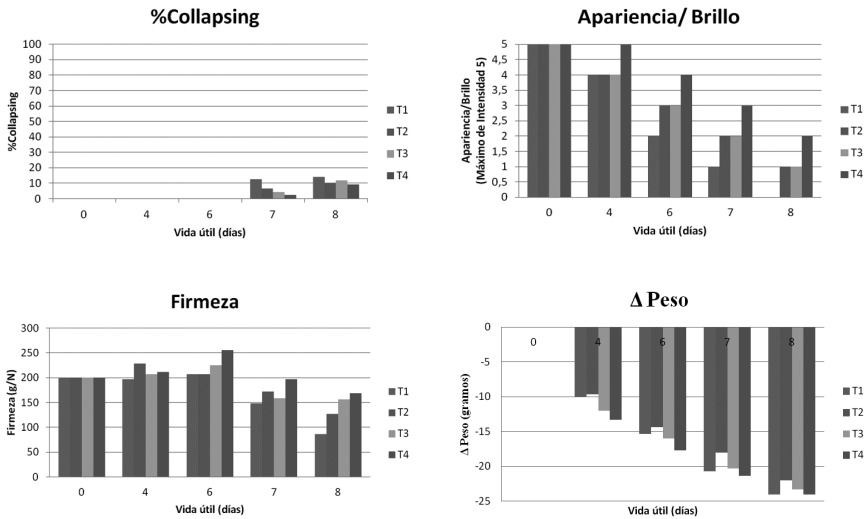 %Collapsing
%Collapsing
100
90
80
70
60
50
40
30
20
10
0
0 4 6 7 8
Vida útil (días)
T1
T2
T3
T4
Apariencia/ Brillo
Apariencia/Brillo
(Máximo de Intensidad 5)
5
4,5
4
3,5
3
2,5
2
1,5
1
0,5
0
0 4 6 7 8
Vida útil (días)
T1
T2
T3
T4
Firmeza
Firmeza (g/N)
300
250
200
150
100
50
0
0 4 6 7 8
Vida útil (días)
T1
T2
T3
T4
Δ Peso
Δ Peso (gramos)
0
-5
-10
-15
-20
-25
0 4 6 7 8
Vida útil (días)
T1
T2
T3
T4